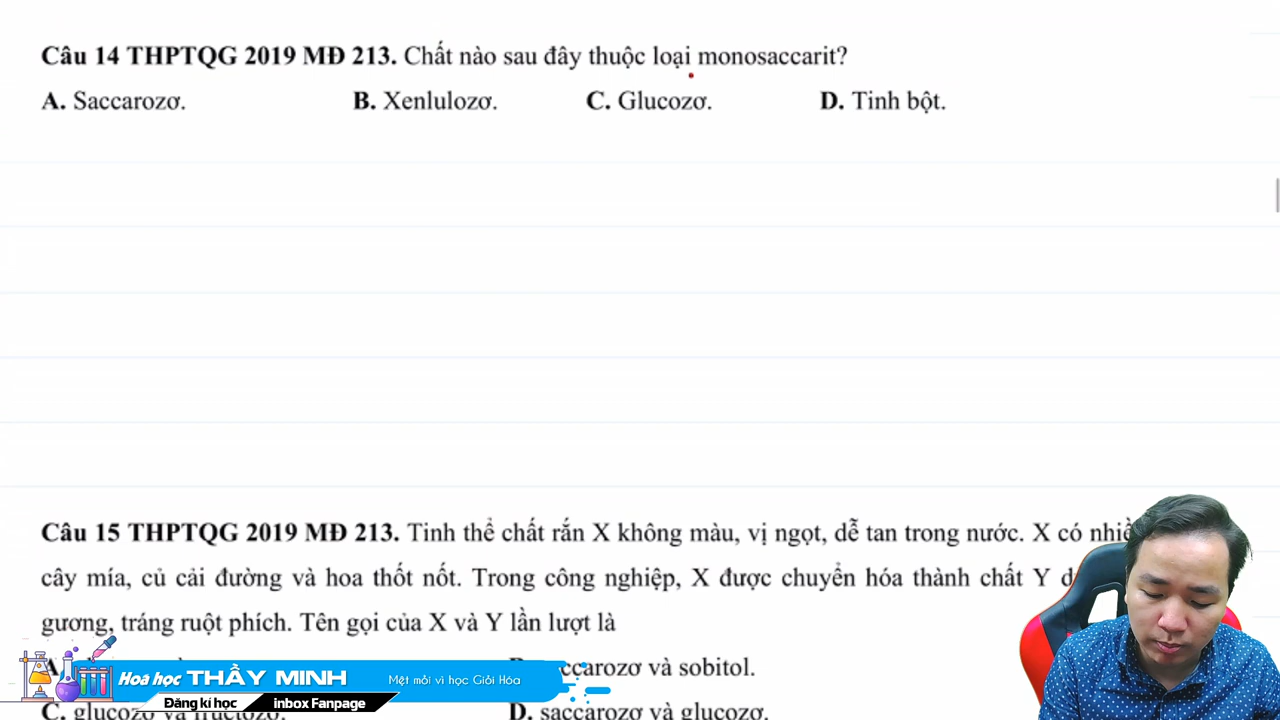 Câu 14 THPTQG 2019 MĐ 213. Chất nào sau đây thuộc loại monosaccarit?
A. Saccarozơ. B. Xenlulozơ. C. Glucozơ. D. Tinh bột.
Câu 15 THPTQG 2019 MĐ 213. Tinh thể chất rắn X không màu, vị ngọt, dễ tan trong nước. X có
cây mía, củ cải đường và hoa thốt nốt. Trong công nghiệp, X được chuyển hóa thành chất Y
gương, tráng ruột phích. Tên gọi của X và Y lần lượt là
và sobitol.
C. glucozơ và fructozơ. D. saccarozơ và glucozơ.
Hoá học THẦY MINH Mệt mỏi vì học Giỏi Hóa
Đăng kí học inbox Fanpage